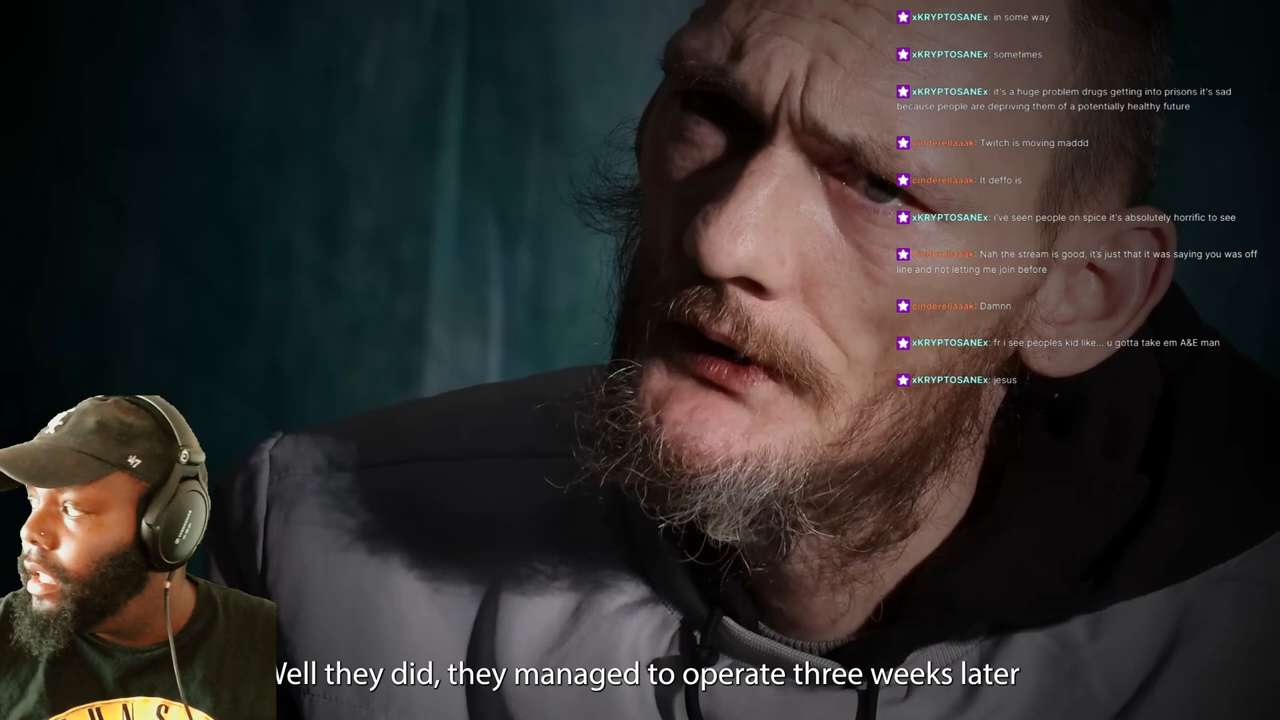 xKRYPTOSANEx: in some way
xKRYPTOSANEx: sometimes
xKRYPTOSANEx: it's a huge problem drugs getting into prisons it's sad
because people are depriving them of a potentially healthy future
cinderellaaak: Twitch is moving maddd
cinderellaaak: It deffo is
xKRYPTOSANEx: i've seen people on spice it's absolutely horrific to see
cinderellaaak: Nah the stream is good, it's just that it was saying you was off
line and not letting me join before
cinderellaaak: Damnn
xKRYPTOSANEx: fr i see peoples kid like... u gotta take em A&E man
xKRYPTOSANEx: jesus
'47
Well they did, they managed to operate three weeks later